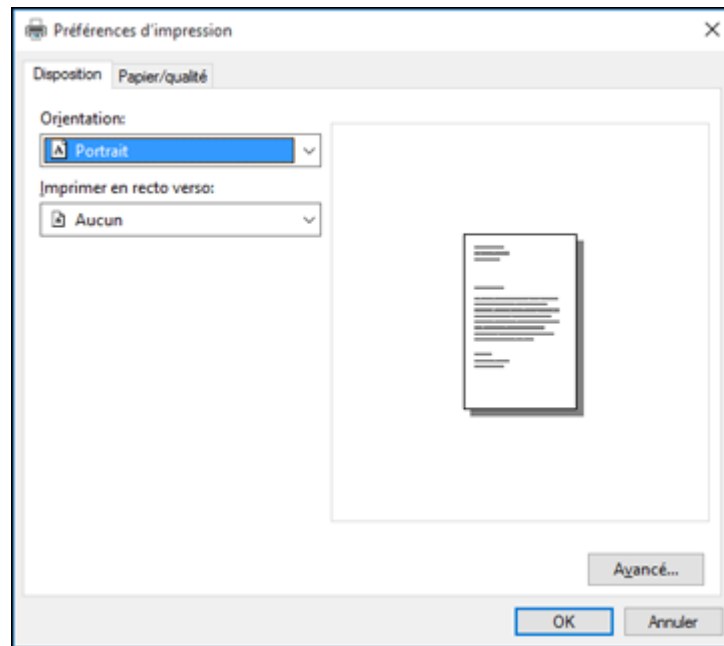 Préférences d'impression
Disposition
Papier/qualité
Orientation:
Portrait
Imprimer en recto verso:
Aucun
Avancé...
OK
Annuler